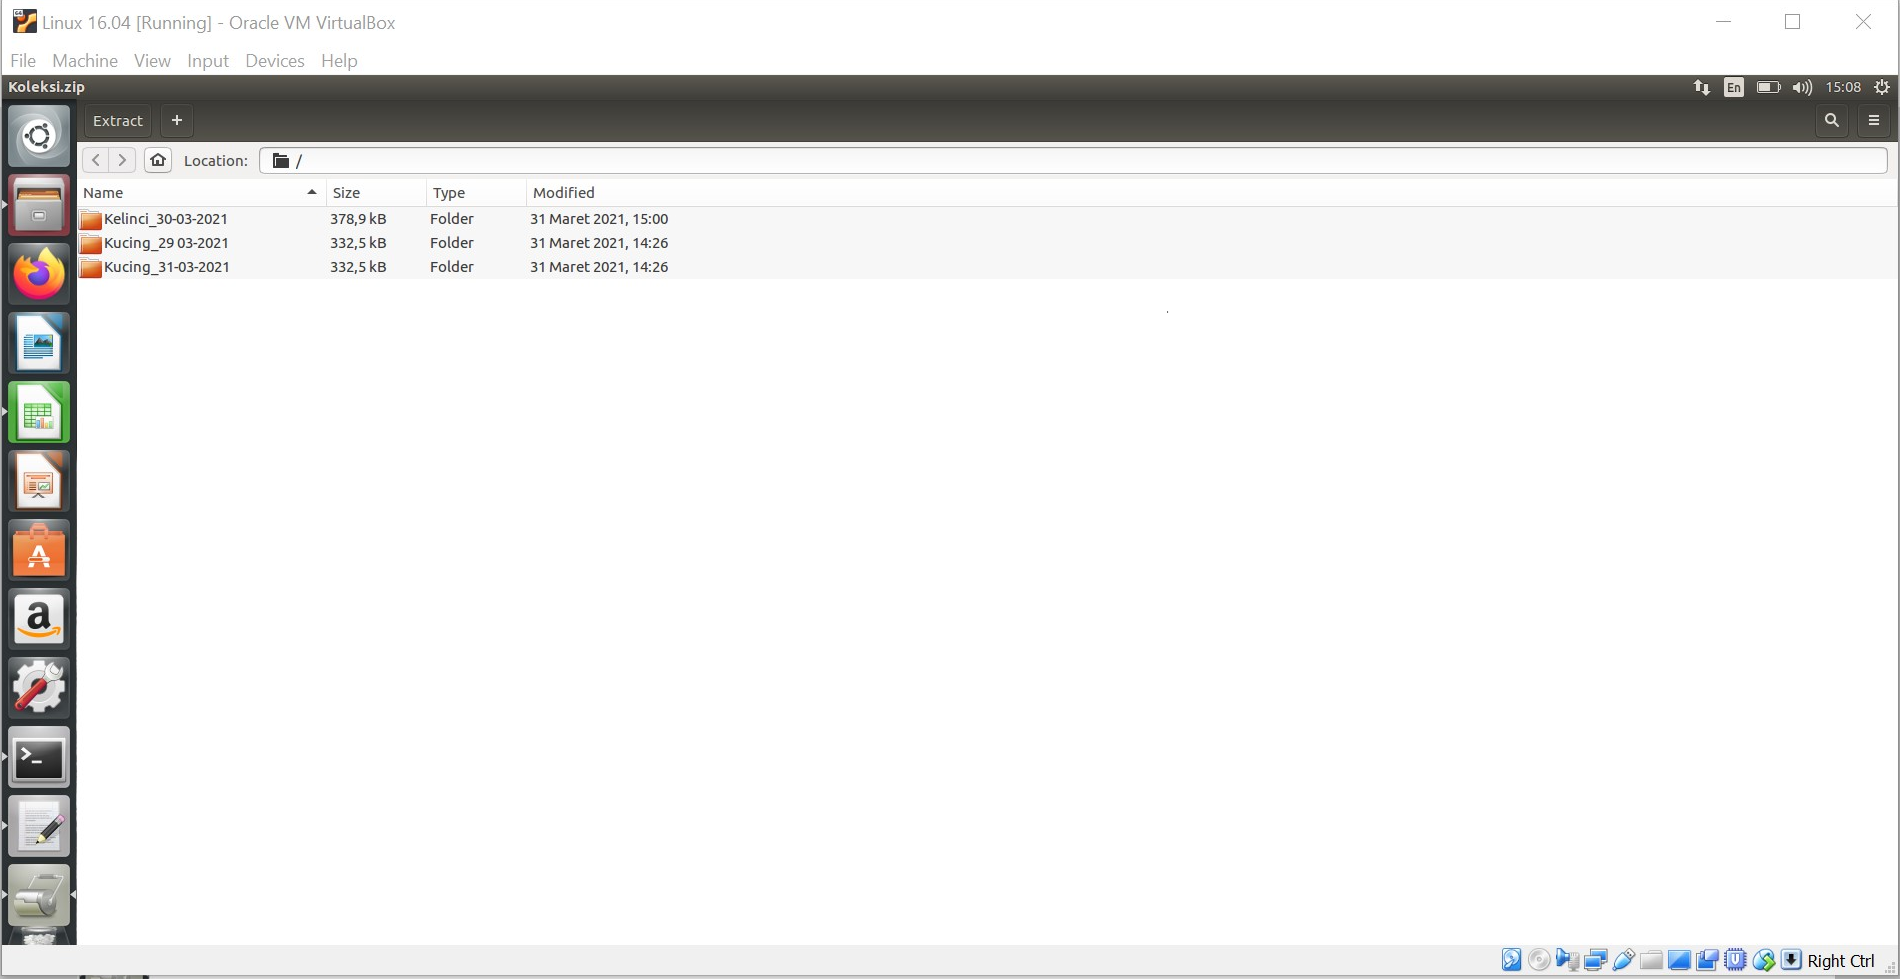 Linux 16.04 [Running] - Oracle VM VirtualBox
File Machine View Input Devices Help
Koleksi.zip En 15:08
Extract +
Location: /
Name Size Type Modified
Kelinci_30-03-2021 378,9 kB Folder 31 Maret 2021, 15:00
Kucing_29 03-2021 332,5 kB Folder 31 Maret 2021, 14:26
Kucing_31-03-2021 332,5 kB Folder 31 Maret 2021, 14:26
Right Ctrl